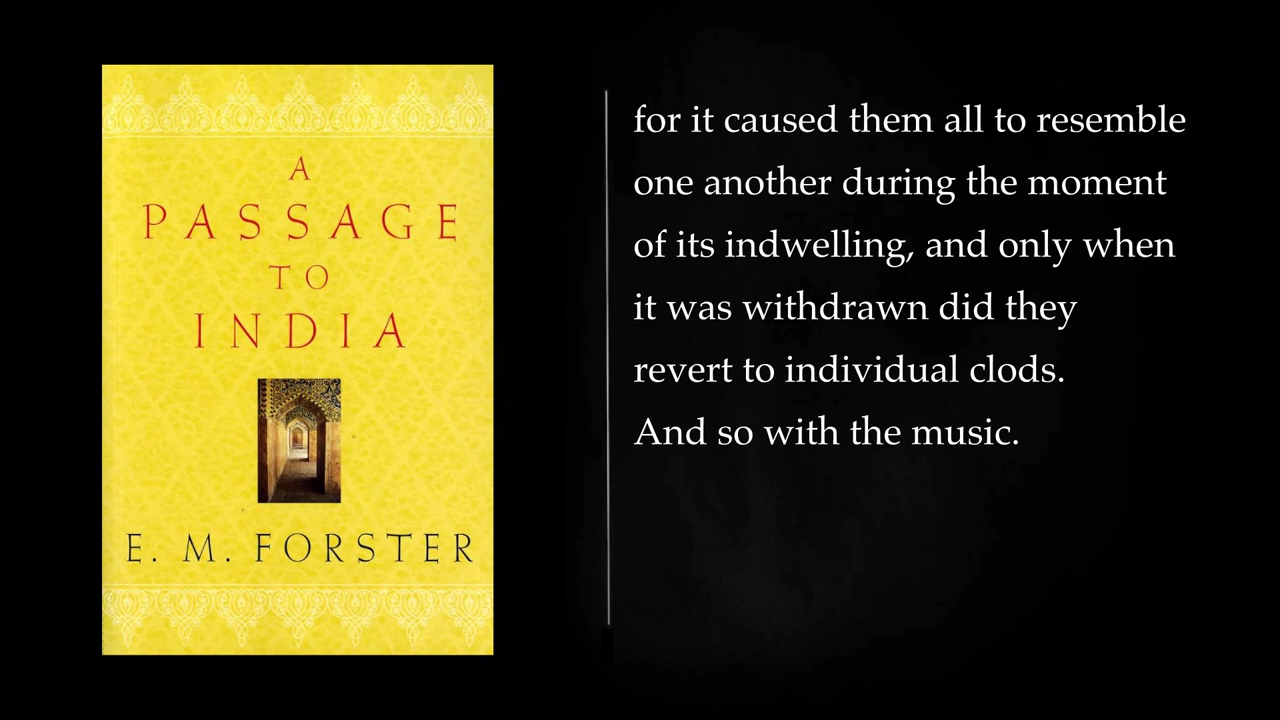 A
PASSAGE
TO
INDIA
E. M. FORSTER
for it caused them all to resemble
one another during the moment
of its indwelling, and only when
it was withdrawn did they
revert to individual clods.
And so with the music.